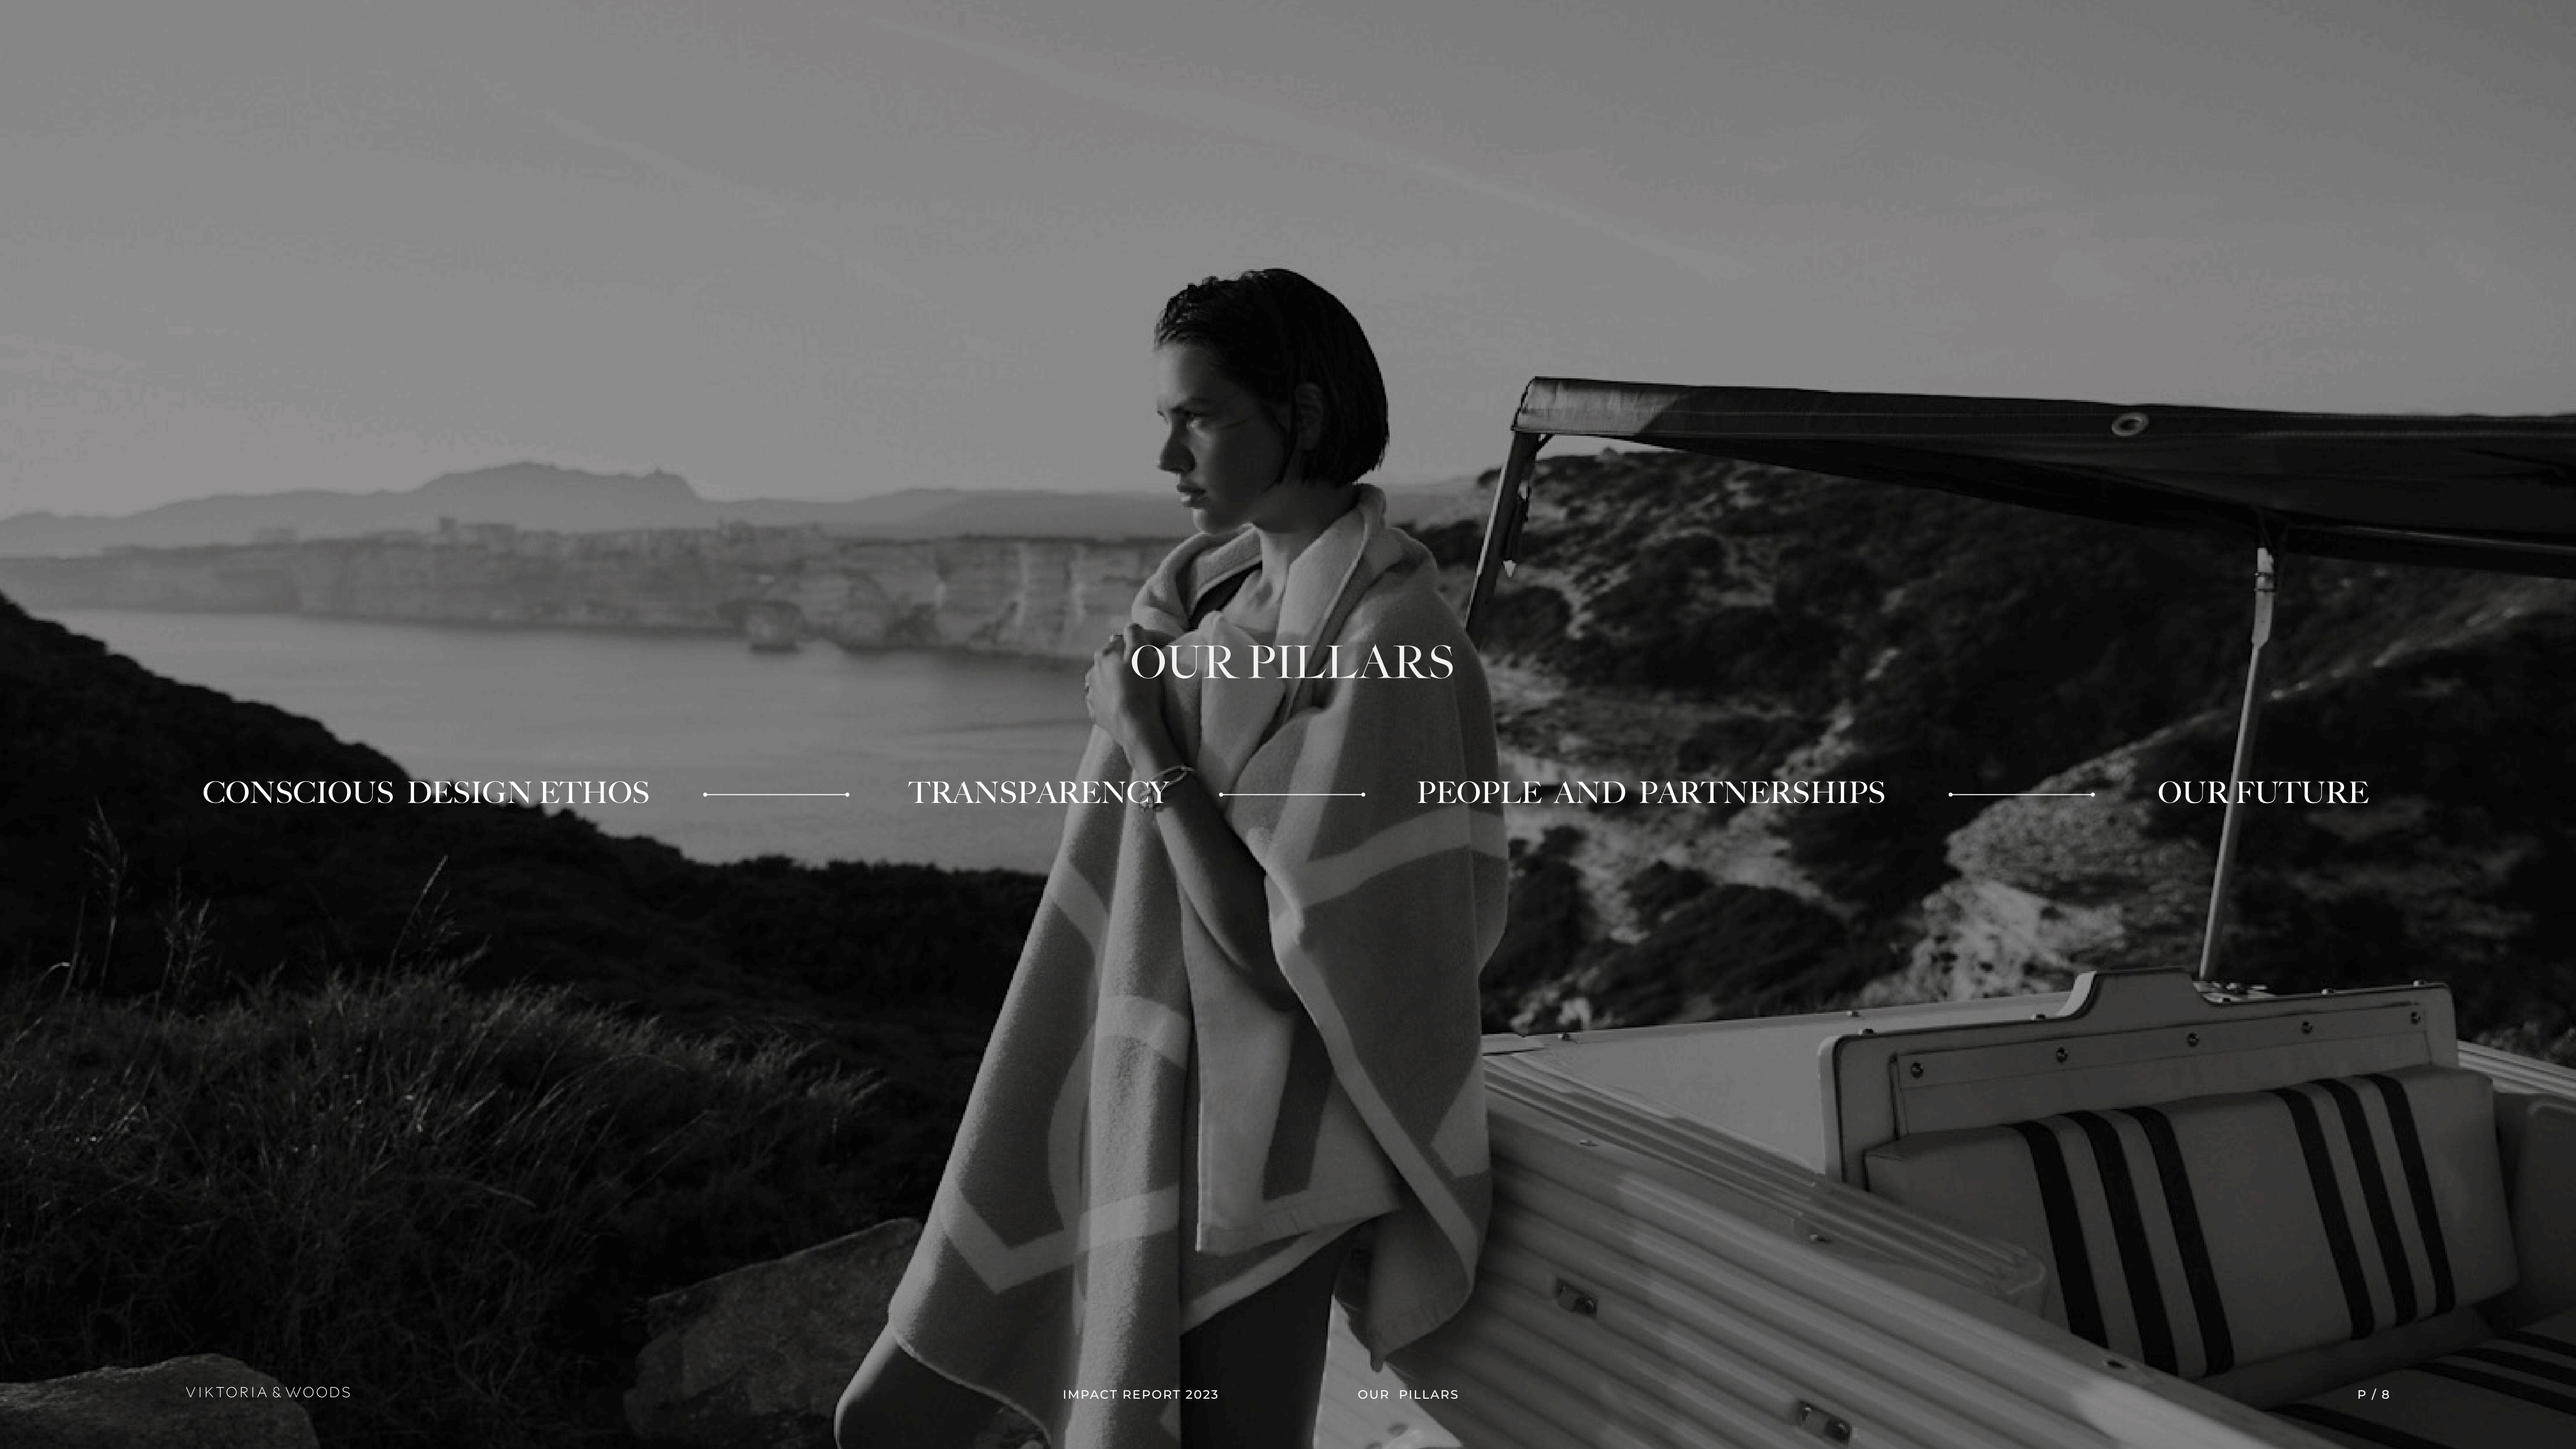 OUR PILLARS
CONSCIOUS DESIGN ETHOS TRANSPARENCY PEOPLE AND PARTNERSHIPS OUR FUTURE
VIKTORIA & WOODS IMPACT REPORT 2023 OUR PILLARS P / 8